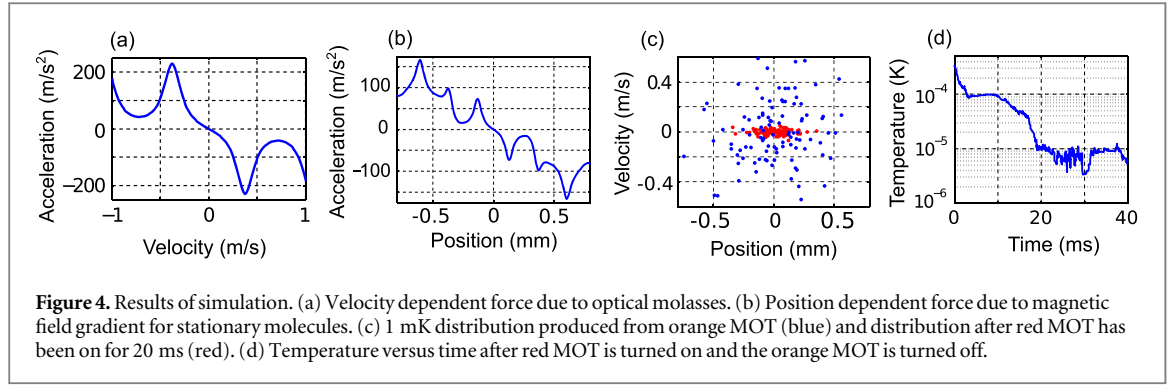 (a)
Acceleration (m/s²)
200
0
−200
−1
0
1
Velocity (m/s)
(b)
Acceleration (m/s²)
100
0
−100
-0.5
0
0.5
Position (mm)
(c)
Velocity (m/s)
0.4
0
-0.4
-0.5
0
0.5
Position (mm)
(d)
Temperature (K)
10⁻⁴
10⁻⁵
10⁻⁶
0
20
40
Time (ms)
Figure 4. Results of simulation. (a) Velocity dependent force due to optical molasses. (b) Position dependent force due to magnetic
field gradient for stationary molecules. (c) 1 mK distribution produced from orange MOT (blue) and distribution after red MOT has
been on for 20 ms (red). (d) Temperature versus time after red MOT is turned on and the orange MOT is turned off.